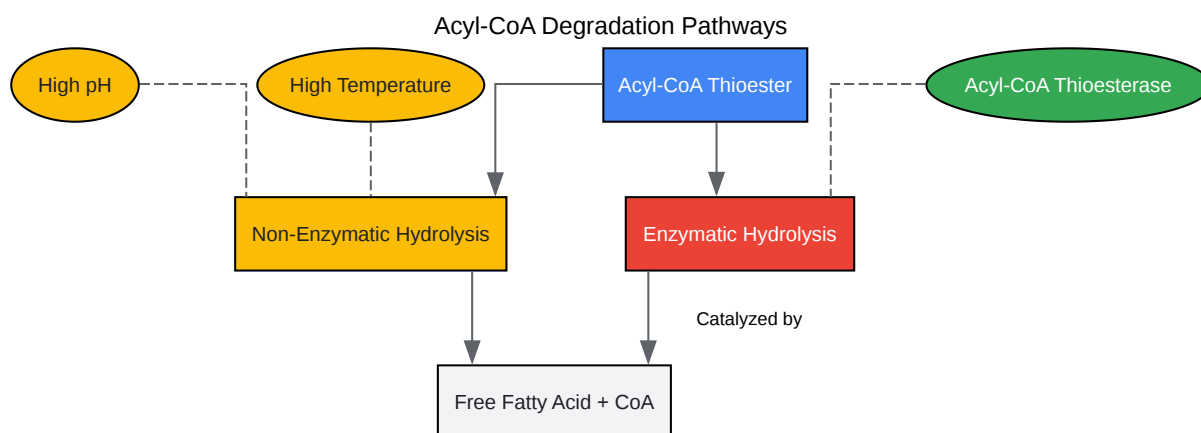 Acyl-CoA Degradation Pathways
High pH
High Temperature
Acyl-CoA Thioester
Acyl-CoA Thioesterase
Non-Enzymatic Hydrolysis
Enzymatic Hydrolysis
Catalyzed by
Free Fatty Acid + CoA